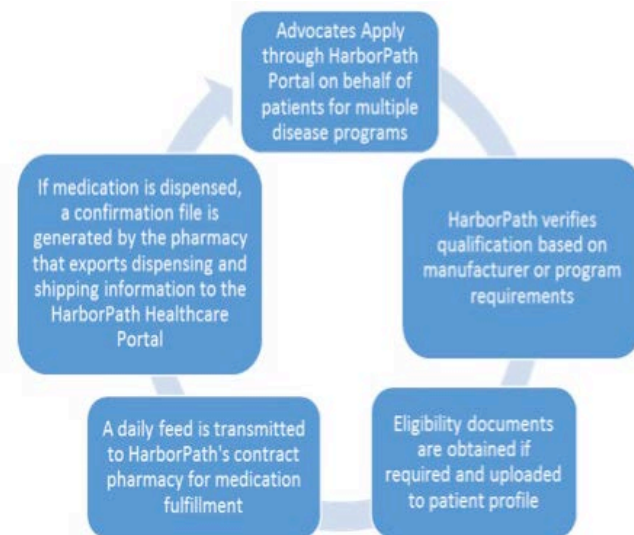 Advocates Apply
through HarborPath
Portal on behalf of
patients for multiple
disease programs
HarborPath verifies
qualification based on
manufacturer or program
requirements
Eligibility documents
are obtained if
required and uploaded
to patient profile
A daily feed is transmitted
to HarborPath's contract
pharmacy for medication
fulfillment
If medication is dispensed,
a confirmation file is
generated by the pharmacy
that exports dispensing and
shipping information to the
HarborPath Healthcare
Portal